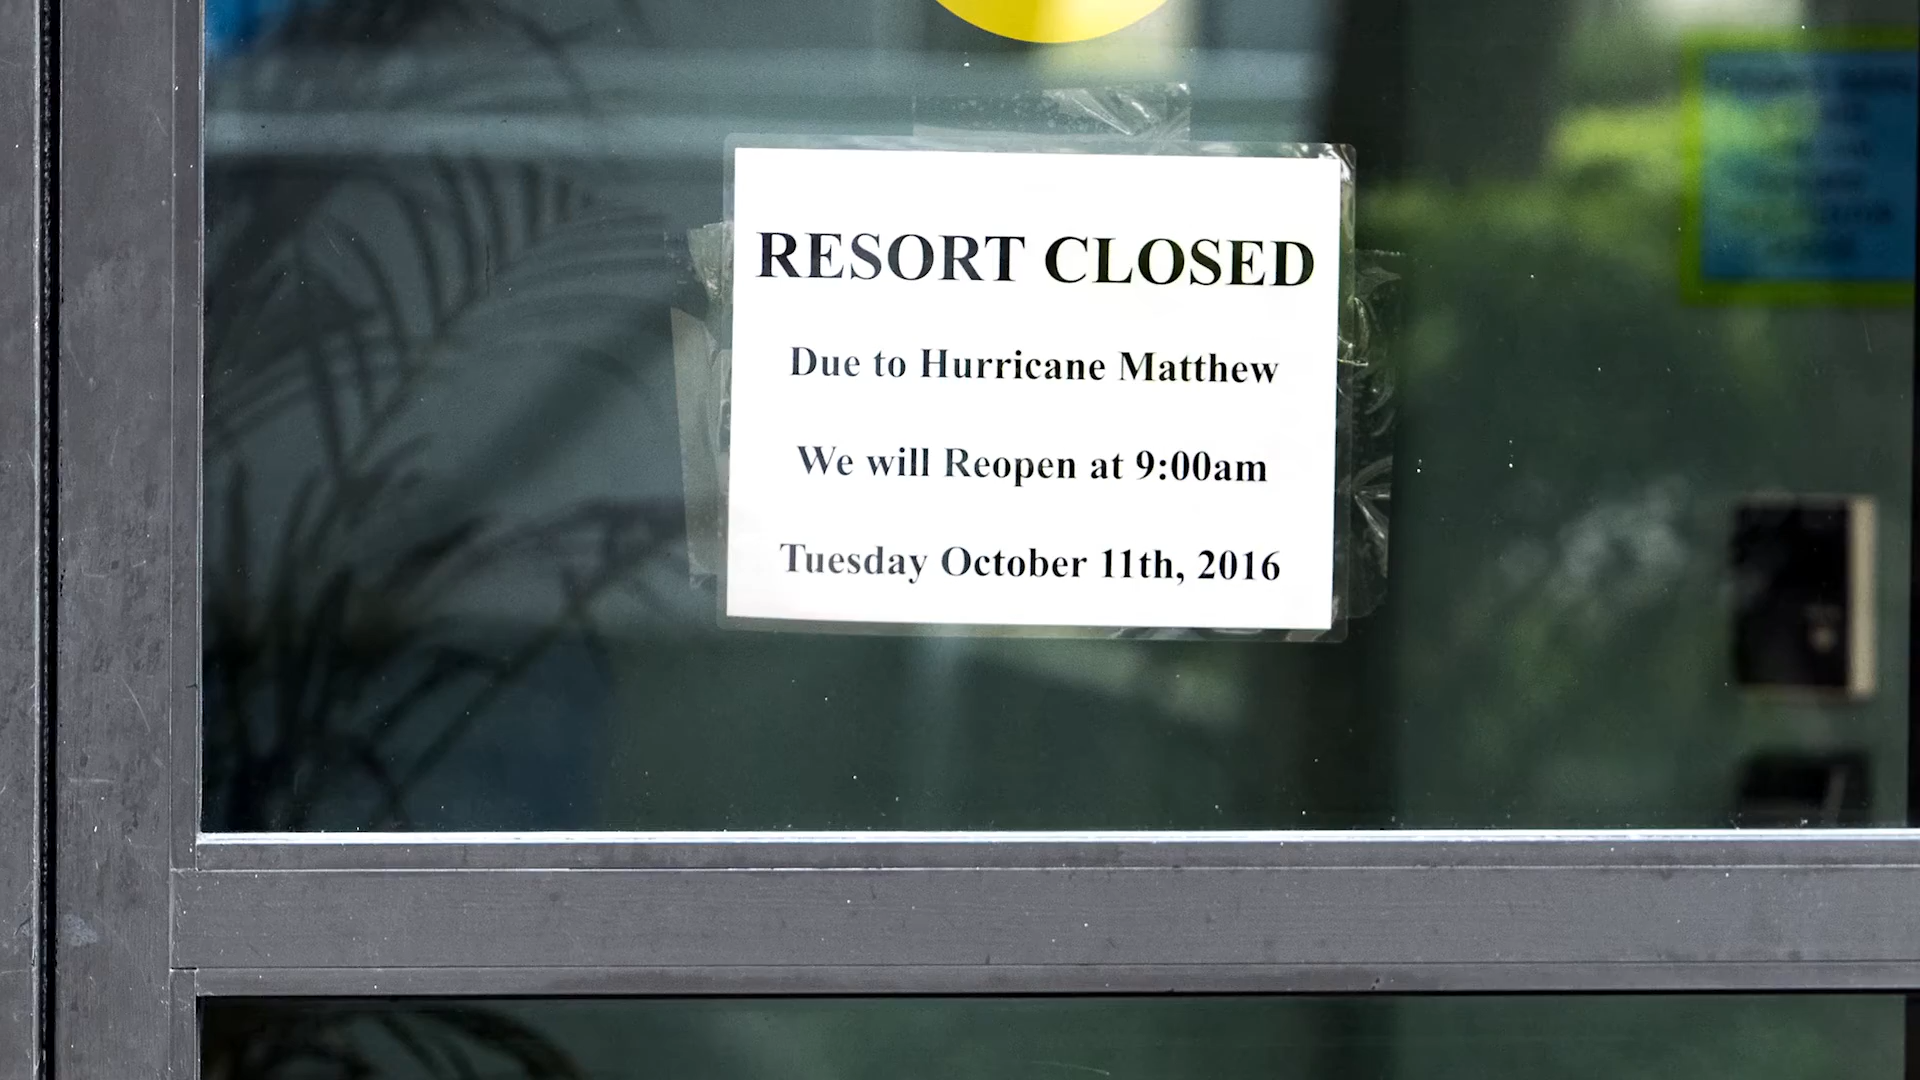 RESORT CLOSED
Due to Hurricane Matthew
We will Reopen at 9:00am
Tuesday October 11th, 2016